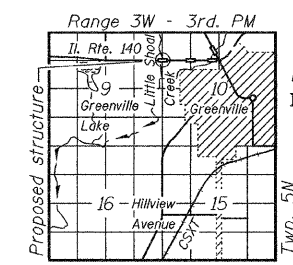 Range 3W - 3rd. PM
Il. Rte. 140
Little Shoal Creek
9
10
Greenville Lake
Greenville
Proposed structure
16
Hillview Avenue
15
CSXT
Twp. 5N